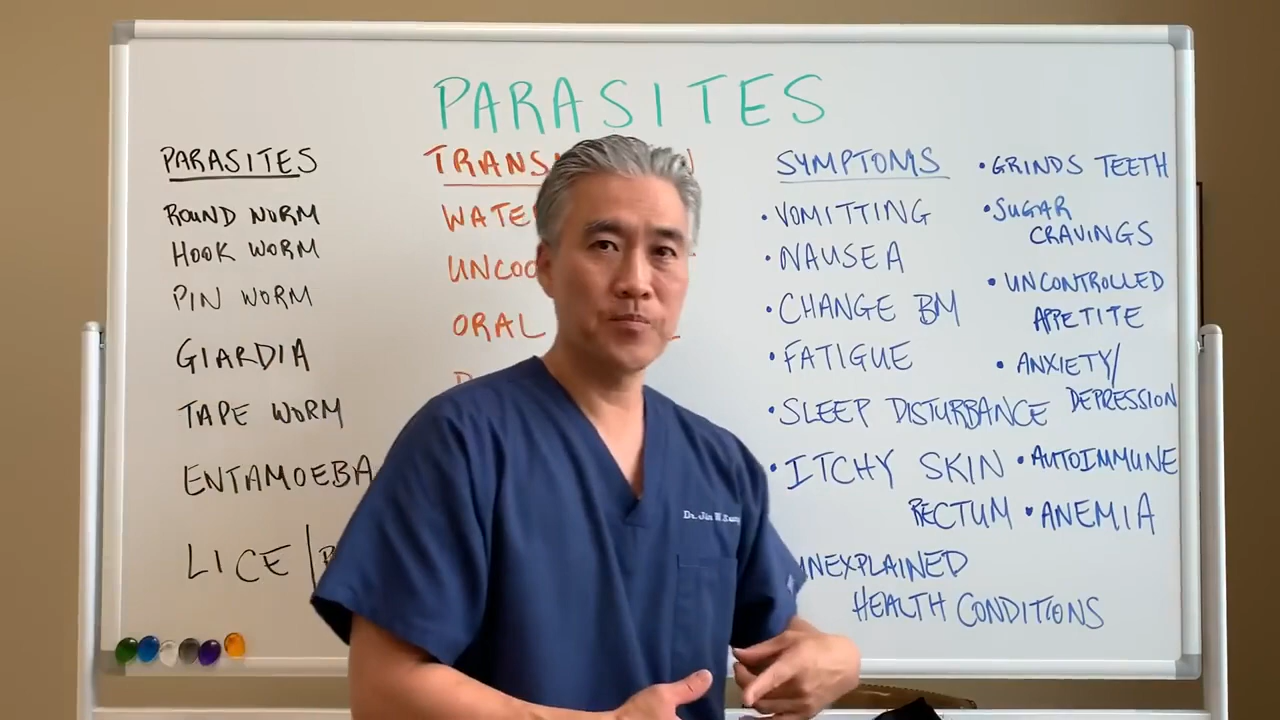 PARASITES
PARASITES
ROUND WORM
HOOK WORM
PIN WORM
GIARDIA
TAPE WORM
ENTAMOEBA
LICE /
ORAL
SYMPTOMS
• VOMITTING
• NAUSEA
• CHANGE BM
• FATIGUE
• SLEEP DISTURBANCE
• ITCHY SKIN
RECTUM
UNEXPLAINED
HEALTH CONDITIONS
• GRINDS TEETH
• SUGAR
CRAVINGS
• UNCONTROLLED
APPETITE
• ANXIETY/
DEPRESSION
• AUTOIMMUNE
• ANEMIA
Dr.